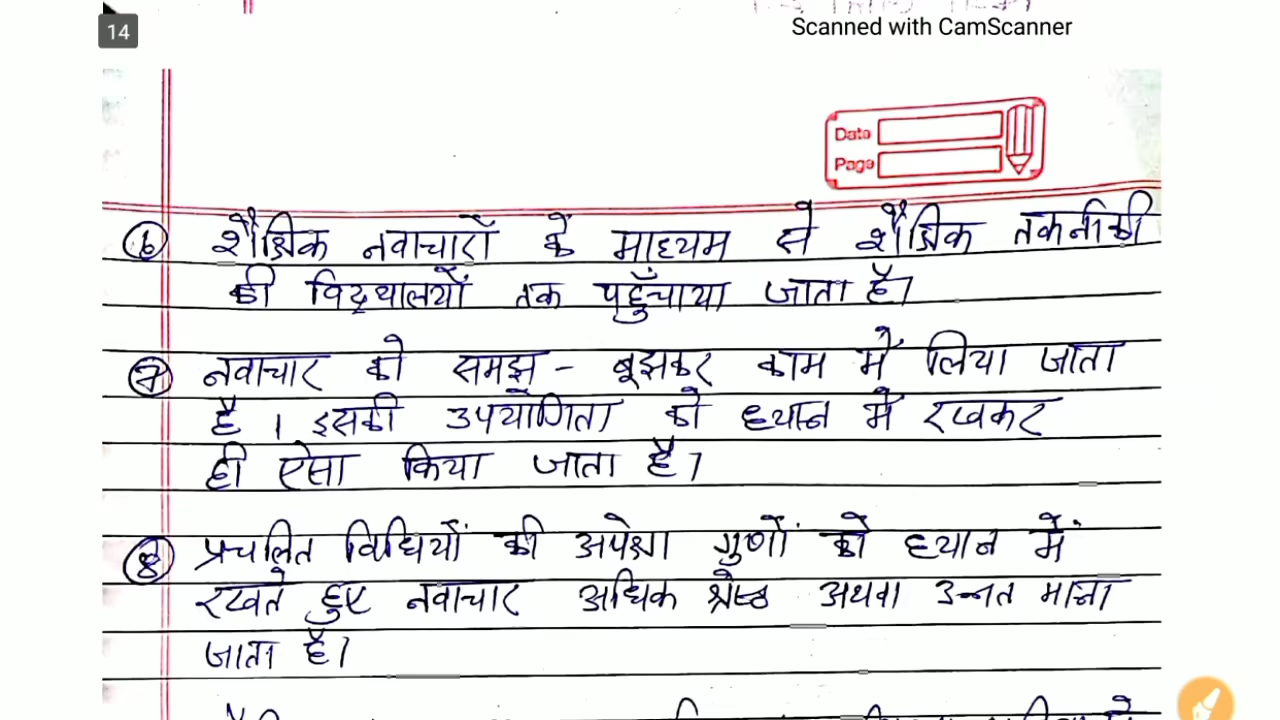 14
Scanned with CamScanner
Date
Page
6 शैक्षिक नवाचारों के माध्यम से शैक्षिक तकनीकी
की विद्यालयों तक पहुँचाया जाता है।
7 नवाचार को समझ - बूझकर काम में लिया जाता
है । इसकी उपयोगिता को ध्यान में रखकर
ही ऐसा किया जाता है।
8 प्रचलित विधियों की अपेक्षा गुणों को ध्यान में
रखते हुए नवाचार अधिक श्रेष्ठ अथवा उन्नत माना
जाता है।